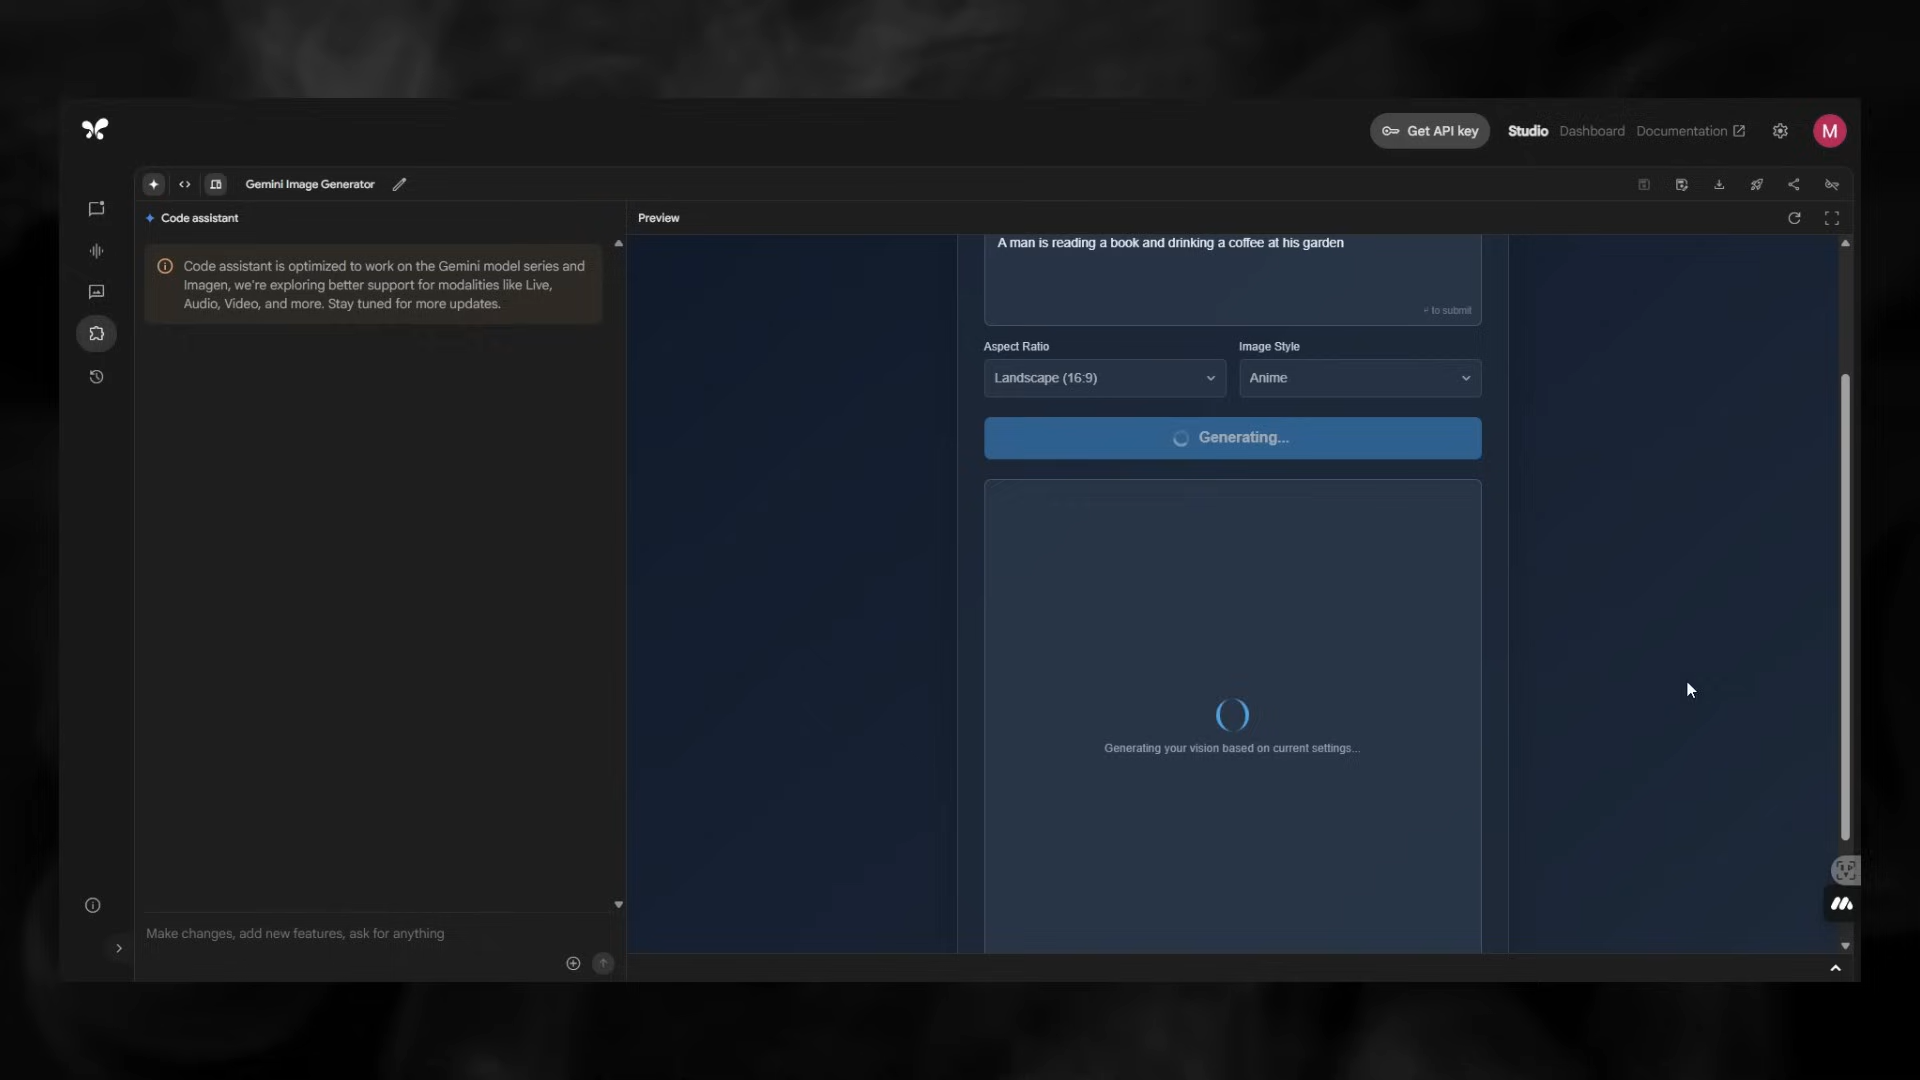 Get API key
Studio
Dashboard
Documentation
M
Gemini Image Generator
Code assistant
Preview
Code assistant is optimized to work on the Gemini model series and
Imagen, we're exploring better support for modalities like Live,
Audio, Video, and more. Stay tuned for more updates.
A man is reading a book and drinking a coffee at his garden
to submit
Aspect Ratio
Image Style
Landscape (16:9)
Anime
Generating...
Generating your vision based on current settings...
Make changes, add new features, ask for anything